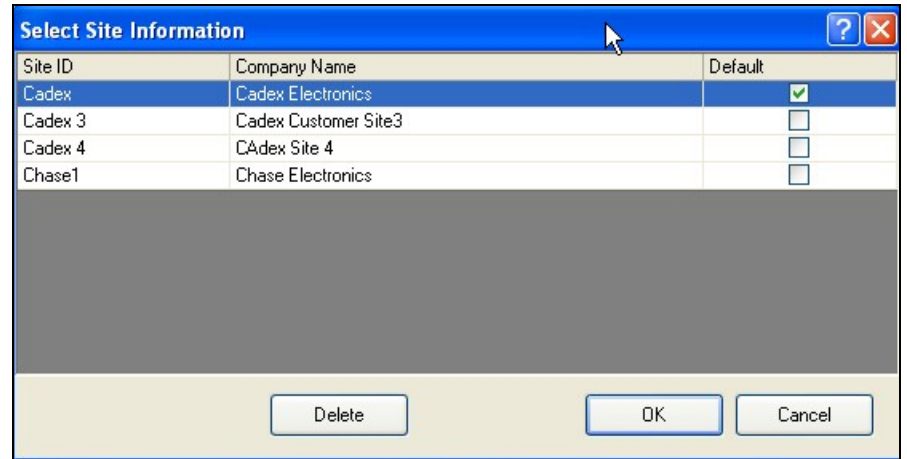 Select Site Information
Site ID Company Name Default
Cadex Cadex Electronics
Cadex 3 Cadex Customer Site3
Cadex 4 CAdex Site 4
Chase1 Chase Electronics
Delete OK Cancel